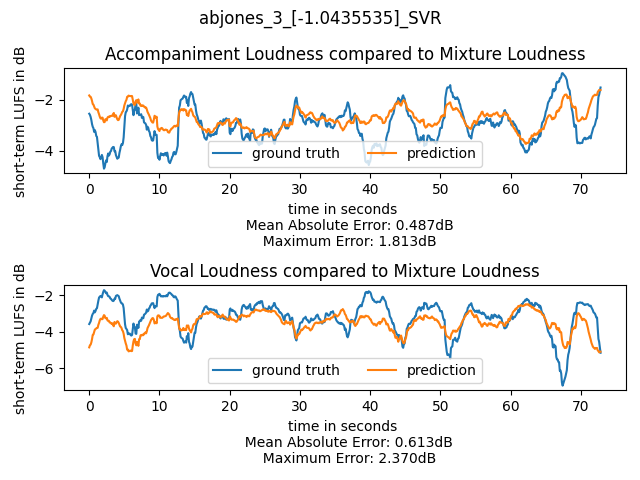 abjones_3_[-1.0435535]_SVR
Accompaniment Loudness compared to Mixture Loudness
short-term LUFS in dB
−2
−4
ground truth
prediction
0 10 20 30 40 50 60 70
time in seconds
Mean Absolute Error: 0.487dB
Maximum Error: 1.813dB
Vocal Loudness compared to Mixture Loudness
short-term LUFS in dB
−2
−4
−6
ground truth
prediction
0 10 20 30 40 50 60 70
time in seconds
Mean Absolute Error: 0.613dB
Maximum Error: 2.370dB